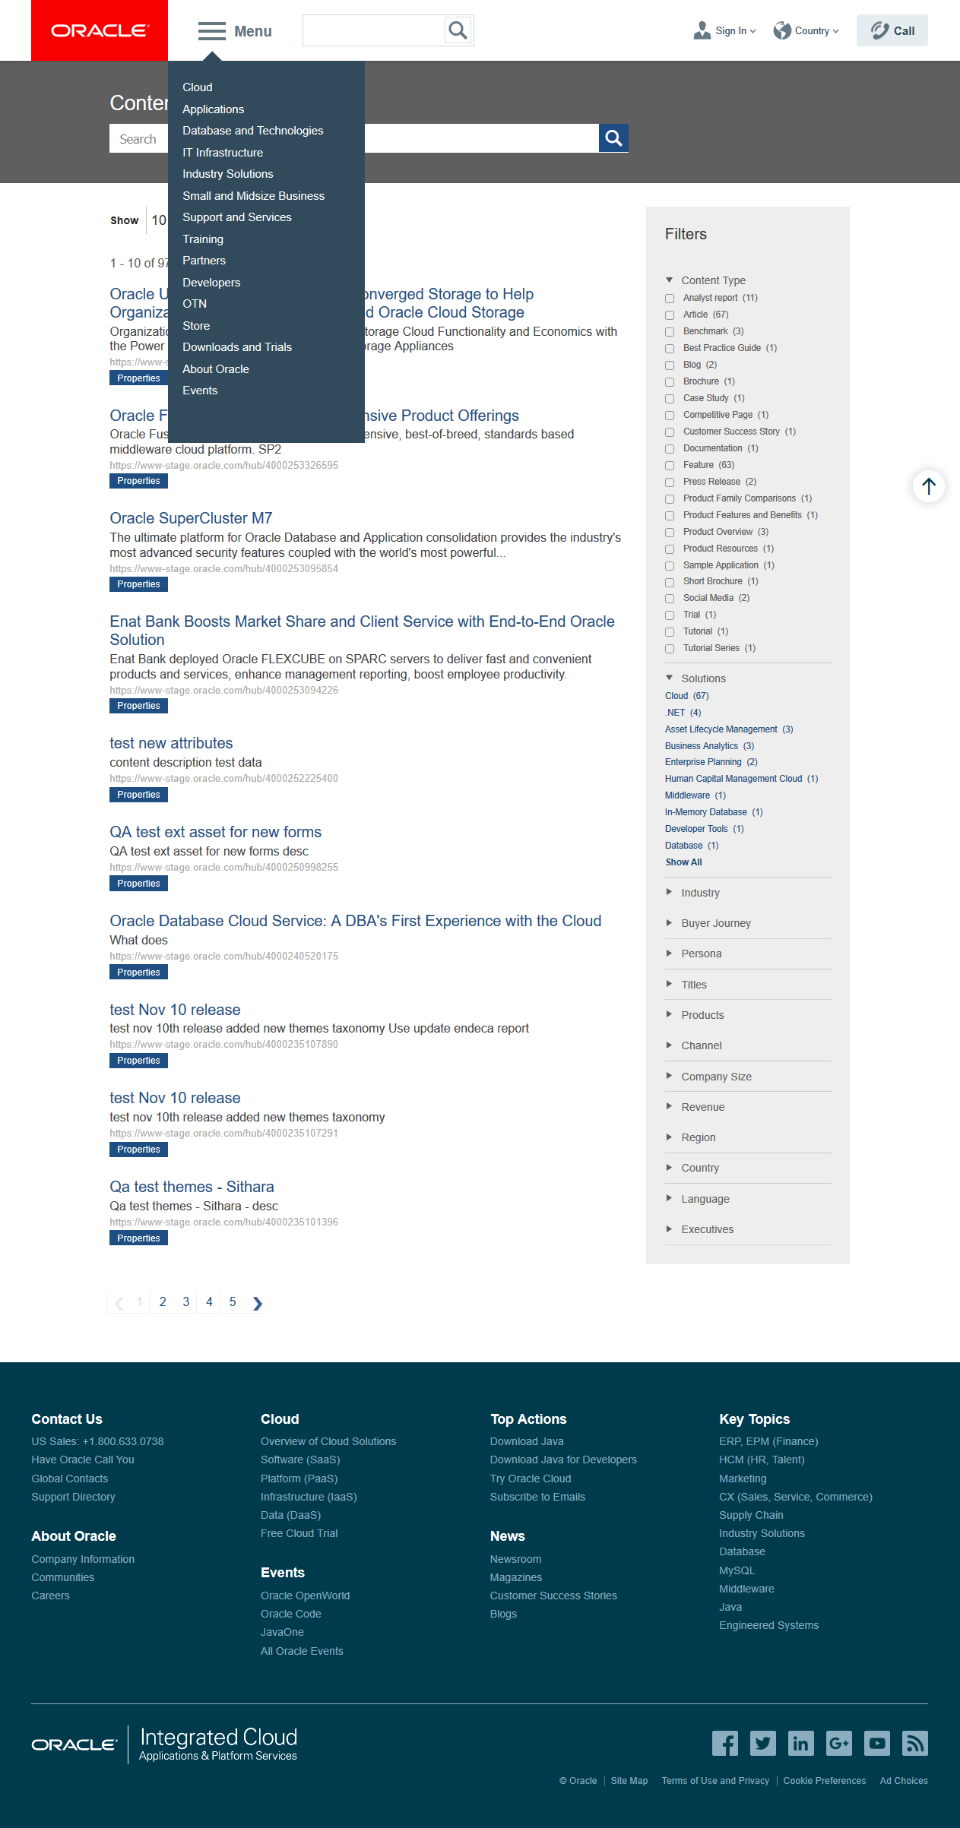 ORACLE
Menu
Sign In
Country
Call
Cloud
Applications
Database and Technologies
IT Infrastructure
Industry Solutions
Small and Midsize Business
Support and Services
Training
Partners
Developers
OTN
Store
Downloads and Trials
About Oracle
Events
Search
Show 10
1 - 10 of
Oracle
onverged Storage to Help
Oracle Cloud Storage
Storage Cloud Functionality and Economics with
the Power
rage Appliances
https://www-s
Properties
Oracle
nsive Product Offerings
Oracle Fus
ensive, best-of-breed, standards based
middleware cloud platform. SP2
https://www-stage.oracle.com/hub/4000253326595
Properties
Oracle SuperCluster M7
The ultimate platform for Oracle Database and Application consolidation provides the industry's
most advanced security features coupled with the world's most powerful...
https://www-stage.oracle.com/hub/4000253095854
Properties
Enat Bank Boosts Market Share and Client Service with End-to-End Oracle
Solution
Enat Bank deployed Oracle FLEXCUBE on SPARC servers to deliver fast and convenient
products and services, enhance management reporting, boost employee productivity.
https://www-stage.oracle.com/hub/4000253094226
Properties
test new attributes
content description test data
https://www-stage.oracle.com/hub/4000252225400
Properties
QA test ext asset for new forms
QA test ext asset for new forms desc
https://www-stage.oracle.com/hub/4000250998255
Properties
Oracle Database Cloud Service: A DBA's First Experience with the Cloud
What does
https://www-stage.oracle.com/hub/4000240520175
Properties
test Nov 10 release
test nov 10th release added new themes taxonomy Use update endeca report
https://www-stage.oracle.com/hub/4000235107890
Properties
test Nov 10 release
test nov 10th release added new themes taxonomy
https://www-stage.oracle.com/hub/4000235107291
Properties
Qa test themes - Sithara
Qa test themes - Sithara - desc
https://www-stage.oracle.com/hub/4000235101396
Properties
1 2 3 4 5
Filters
Content Type
Analyst report (11)
Article (67)
Benchmark (3)
Best Practice Guide (1)
Blog (2)
Brochure (1)
Case Study (1)
Competitive Page (1)
Customer Success Story (1)
Documentation (1)
Feature (63)
Press Release (2)
Product Family Comparisons (1)
Product Features and Benefits (1)
Product Overview (3)
Product Resources (1)
Sample Application (1)
Short Brochure (1)
Social Media (2)
Trial (1)
Tutorial (1)
Tutorial Series (1)
Solutions
Cloud (67)
.NET (4)
Asset Lifecycle Management (3)
Business Analytics (3)
Enterprise Planning (2)
Human Capital Management Cloud (1)
Middleware (1)
In-Memory Database (1)
Developer Tools (1)
Database (1)
Show All
Industry
Buyer Journey
Persona
Titles
Products
Channel
Company Size
Revenue
Region
Country
Language
Executives
Contact Us
US Sales: +1.800.633.0738
Have Oracle Call You
Global Contacts
Support Directory
About Oracle
Company Information
Communities
Careers
Cloud
Overview of Cloud Solutions
Software (SaaS)
Platform (PaaS)
Infrastructure (IaaS)
Data (DaaS)
Free Cloud Trial
Events
Oracle OpenWorld
Oracle Code
JavaOne
All Oracle Events
Top Actions
Download Java
Download Java for Developers
Try Oracle Cloud
Subscribe to Emails
News
Newsroom
Magazines
Customer Success Stories
Blogs
Key Topics
ERP, EPM (Finance)
HCM (HR, Talent)
Marketing
CX (Sales, Service, Commerce)
Supply Chain
Industry Solutions
Database
MySQL
Middleware
Java
Engineered Systems
ORACLE
Integrated Cloud
Applications & Platform Services
© Oracle
Site Map
Terms of Use and Privacy
Cookie Preferences
Ad Choices